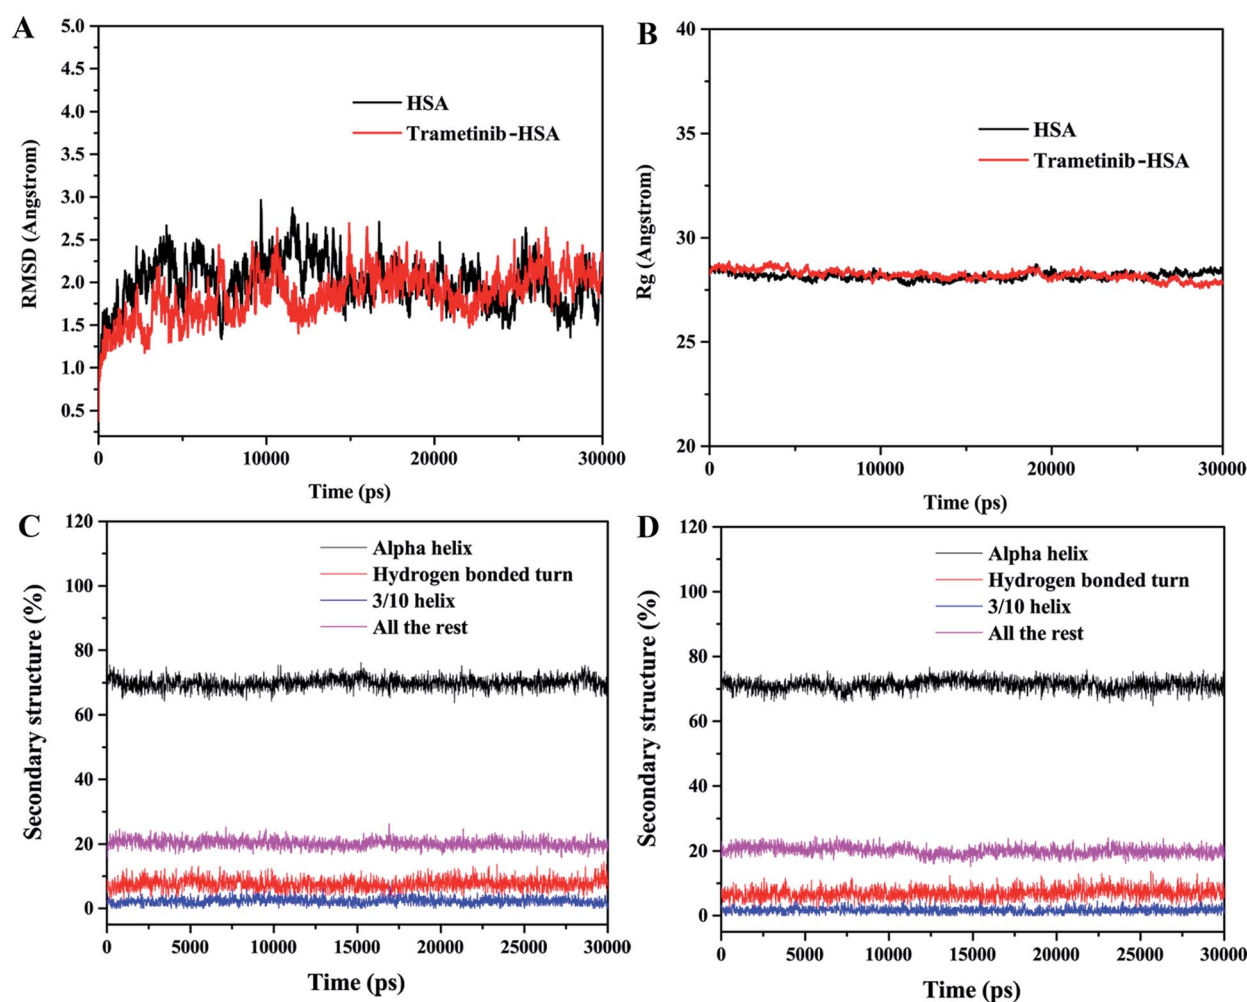 A
RMSD (Angstrom)
5.0
4.5
4.0
3.5
3.0
2.5
2.0
1.5
1.0
0.5
HSA
Trametinib-HSA
0 10000 20000 30000
Time (ps)
B
Rg (Angstrom)
40
35
30
25
20
HSA
Trametinib-HSA
0 10000 20000 30000
Time (ps)
C
Secondary structure (%)
120
100
80
60
40
20
0
Alpha helix
Hydrogen bonded turn
3/10 helix
All the rest
0 5000 10000 15000 20000 25000 30000
Time (ps)
D
Secondary structure (%)
120
100
80
60
40
20
0
Alpha helix
Hydrogen bonded turn
3/10 helix
All the rest
0 5000 10000 15000 20000 25000 30000
Time (ps)